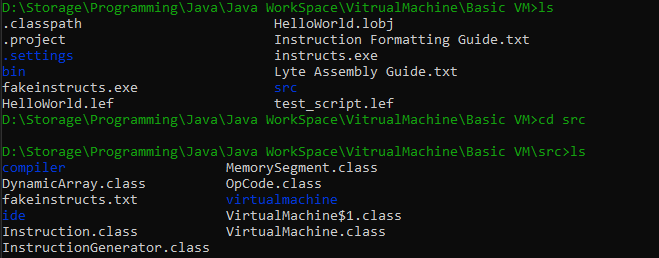 D:\Storage\Programming\Java\Java WorkSpace\VitrualMachine\Basic VM>ls
.classpath HelloWorld.lobj
.project Instruction Formatting Guide.txt
.settings instructs.exe
bin Lyte Assembly Guide.txt
fakeinstructs.exe src
HelloWorld.lef test_script.lef
D:\Storage\Programming\Java\Java WorkSpace\VitrualMachine\Basic VM>cd src
D:\Storage\Programming\Java\Java WorkSpace\VitrualMachine\Basic VM\src>ls
compiler MemorySegment.class
DynamicArray.class OpCode.class
fakeinstructs.txt virtualmachine
ide VirtualMachine$1.class
Instruction.class VirtualMachine.class
InstructionGenerator.class